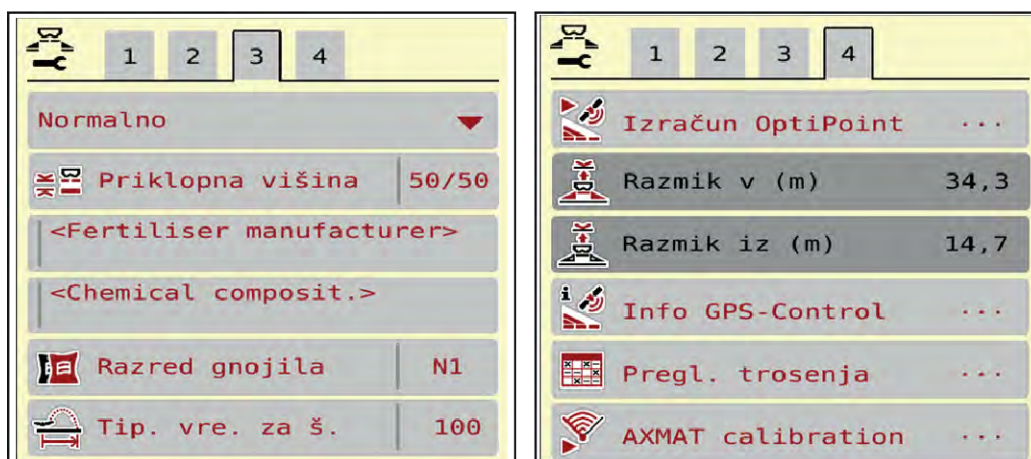 1 2 3 4
Normalno
Priklopna višina 50/50
<Fertiliser manufacturer>
<Chemical composit.>
Razred gnojila N1
Tip. vre. za š. 100
1 2 3 4
Izračun OptiPoint ...
Razmik v (m) 34,3
Razmik iz (m) 14,7
i
Info GPS-Control ...
Pregl. trosenja ...
AXMAT calibration ...